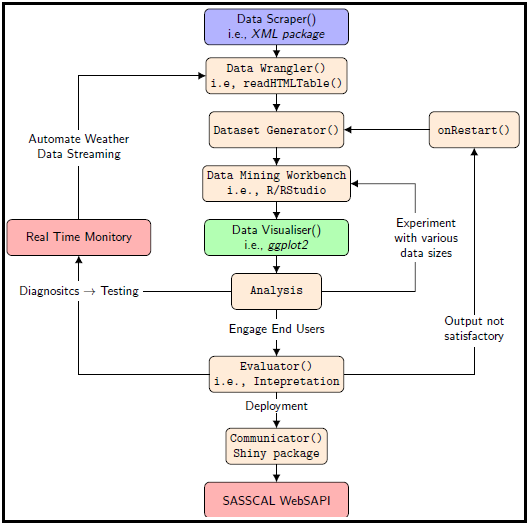 Data Scraper()
i.e., XML package
Data Wrangler()
i.e, readHTMLTable()
Automate Weather
Data Streaming
Dataset Generator()
onRestart()
Data Mining Workbench
i.e., R/RStudio
Real Time Monitory
Data Visualiser()
i.e., ggplot2
Experiment
with various
data sizes
Diagnositcs → Testing
Analysis
Engage End Users
Output not
satisfactory
Evaluator()
i.e., Intepretation
Deployment
Communicator()
Shiny package
SASSCAL WebSAPI